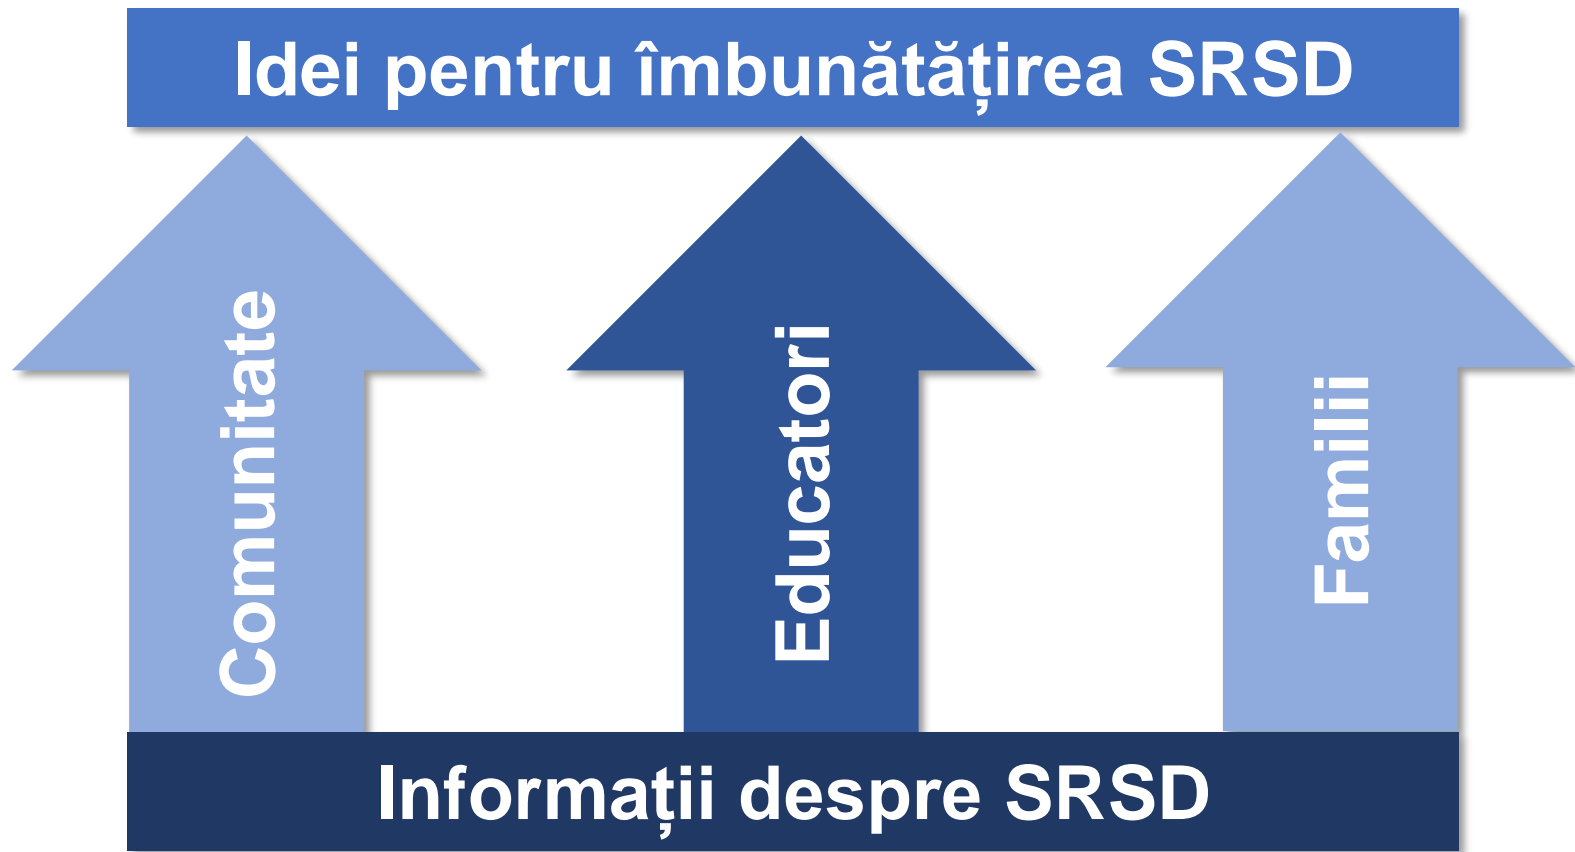 Idei pentru îmbunătățirea SRSD
Comunitate
Educatori
Familii
Informații despre SRSD